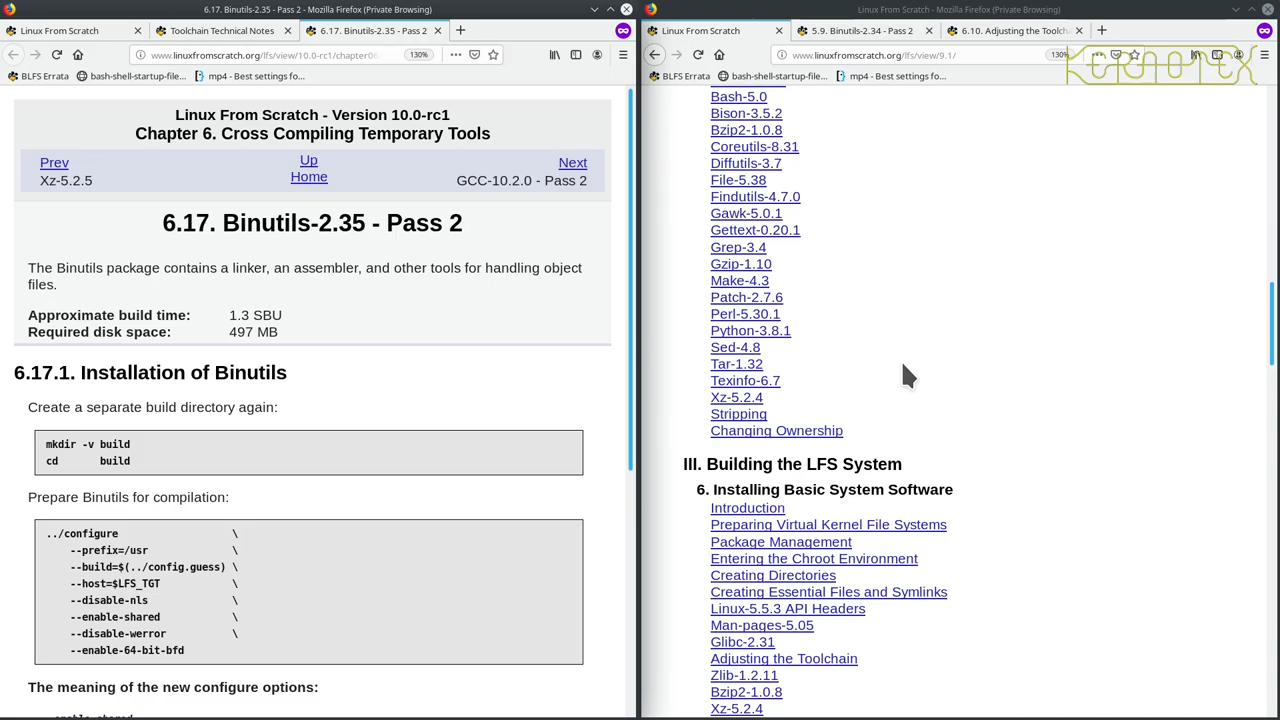 6.17. Binutils-2.35 - Pass 2 - Mozilla Firefox (Private Browsing)
Linux From Scratch
Toolchain Technical Notes
6.17. Binutils-2.35 - Pass 2
www.linuxfromscratch.org/lfs/view/10.0-rc1/chapter0
130%
BLFS Errata
bash-shell-startup-file...
mp4 - Best settings fo...
Linux From Scratch - Version 10.0-rc1
Chapter 6. Cross Compiling Temporary Tools
Prev
Up
Next
Xz-5.2.5
Home
GCC-10.2.0 - Pass 2
6.17. Binutils-2.35 - Pass 2
The Binutils package contains a linker, an assembler, and other tools for handling object
files.
Approximate build time: 1.3 SBU
Required disk space: 497 MB
6.17.1. Installation of Binutils
Create a separate build directory again:
mkdir -v build
cd build
Prepare Binutils for compilation:
../configure \
--prefix=/usr \
--build=$(../config.guess) \
--host=$LFS_TGT \
--disable-nls \
--enable-shared \
--disable-werror \
--enable-64-bit-bfd
The meaning of the new configure options:
Linux From Scratch - Mozilla Firefox (Private Browsing)
Linux From Scratch
5.9. Binutils-2.34 - Pass 2
6.10. Adjusting the Toolch
www.linuxfromscratch.org/lfs/view/9.1/
130%
BLFS Errata
bash-shell-startup-file...
mp4 - Best settings fo...
Bash-5.0
Bison-3.5.2
Bzip2-1.0.8
Coreutils-8.31
Diffutils-3.7
File-5.38
Findutils-4.7.0
Gawk-5.0.1
Gettext-0.20.1
Grep-3.4
Gzip-1.10
Make-4.3
Patch-2.7.6
Perl-5.30.1
Python-3.8.1
Sed-4.8
Tar-1.32
Texinfo-6.7
Xz-5.2.4
Stripping
Changing Ownership
III. Building the LFS System
6. Installing Basic System Software
Introduction
Preparing Virtual Kernel File Systems
Package Management
Entering the Chroot Environment
Creating Directories
Creating Essential Files and Symlinks
Linux-5.5.3 API Headers
Man-pages-5.05
Glibc-2.31
Adjusting the Toolchain
Zlib-1.2.11
Bzip2-1.0.8
Xz-5.2.4